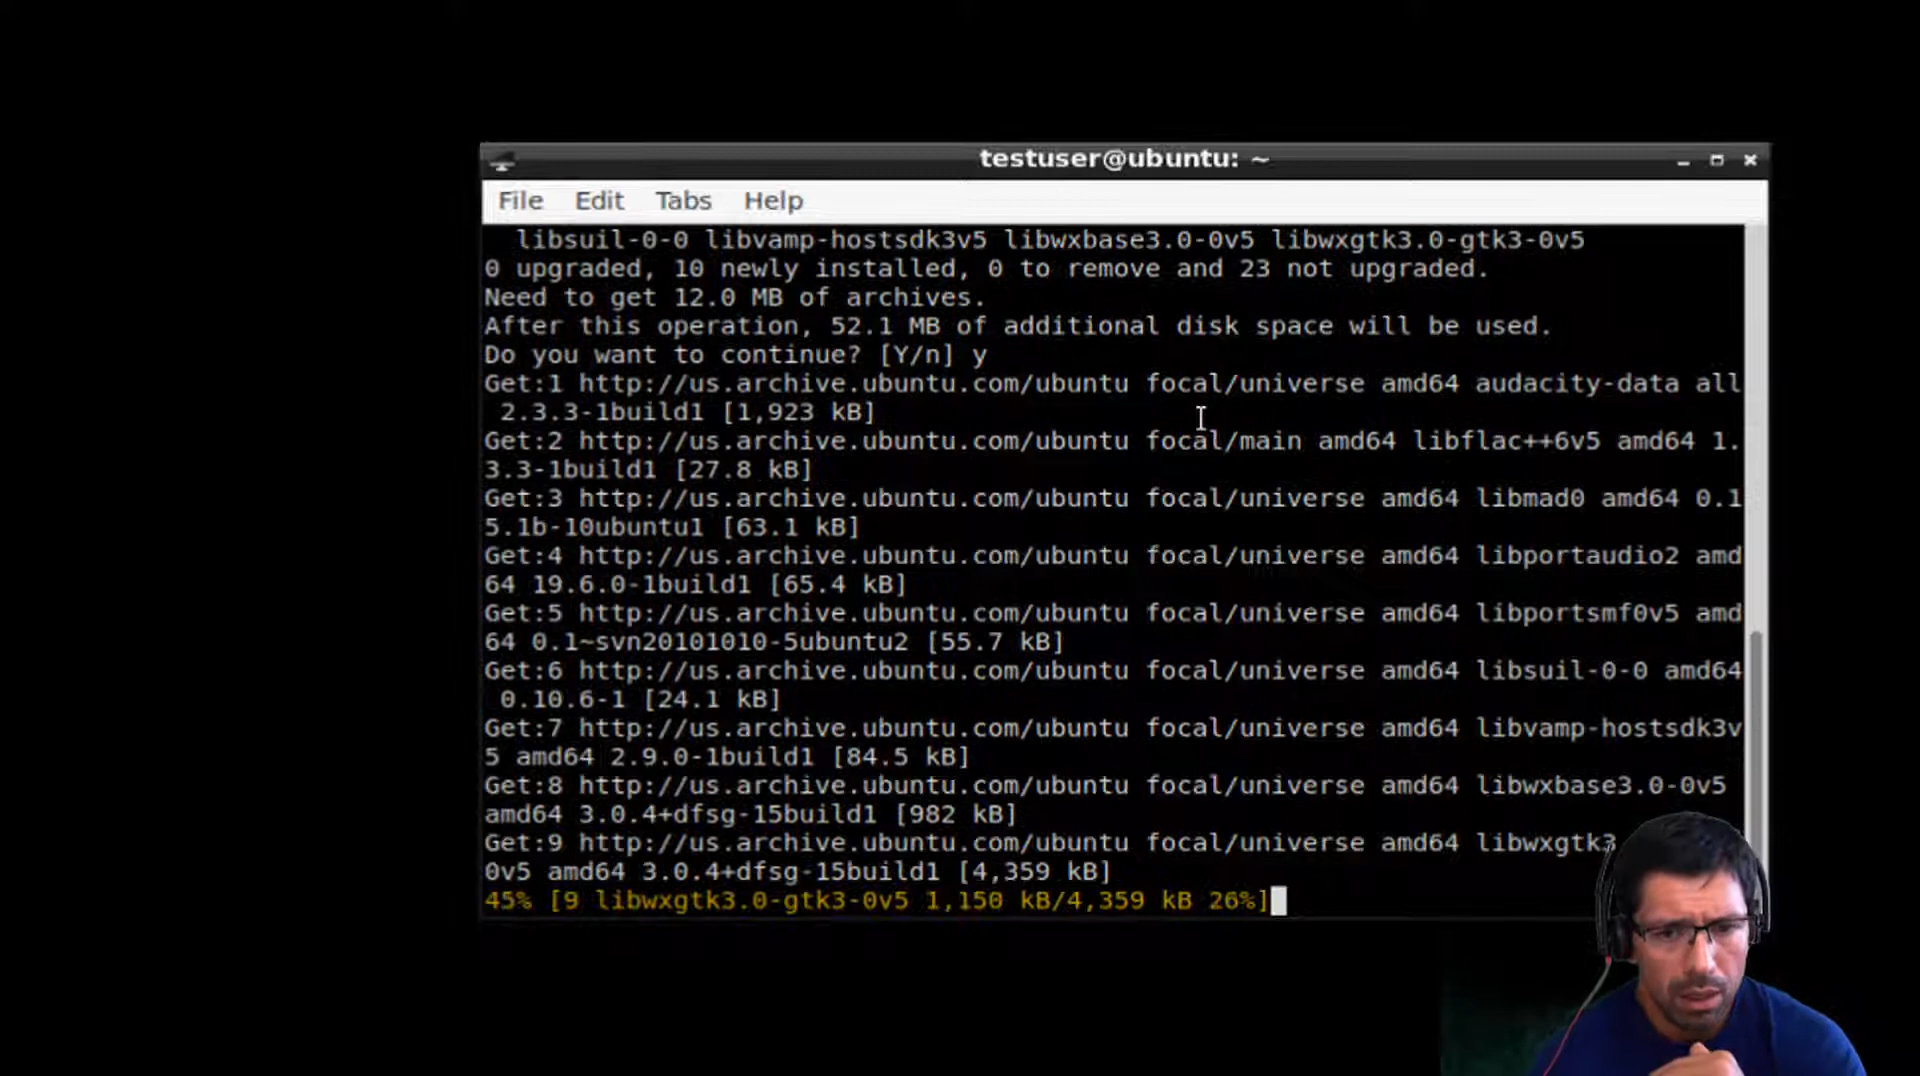 testuser@ubuntu: ~
File Edit Tabs Help
libsuil-0-0 libvamp-hostsdk3v5 libwxbase3.0-0v5 libwxgtk3.0-gtk3-0v5
0 upgraded, 10 newly installed, 0 to remove and 23 not upgraded.
Need to get 12.0 MB of archives.
After this operation, 52.1 MB of additional disk space will be used.
Do you want to continue? [Y/n] y
Get:1 http://us.archive.ubuntu.com/ubuntu focal/universe amd64 audacity-data all
2.3.3-1build1 [1,923 kB]
Get:2 http://us.archive.ubuntu.com/ubuntu focal/main amd64 libflac++6v5 amd64 1.
3.3-1build1 [27.8 kB]
Get:3 http://us.archive.ubuntu.com/ubuntu focal/universe amd64 libmad0 amd64 0.1
5.1b-10ubuntu1 [63.1 kB]
Get:4 http://us.archive.ubuntu.com/ubuntu focal/universe amd64 libportaudio2 amd
64 19.6.0-1build1 [65.4 kB]
Get:5 http://us.archive.ubuntu.com/ubuntu focal/universe amd64 libportsmf0v5 amd
64 0.1~svn20101010-5ubuntu2 [55.7 kB]
Get:6 http://us.archive.ubuntu.com/ubuntu focal/universe amd64 libsuil-0-0 amd64
0.10.6-1 [24.1 kB]
Get:7 http://us.archive.ubuntu.com/ubuntu focal/universe amd64 libvamp-hostsdk3v
5 amd64 2.9.0-1build1 [84.5 kB]
Get:8 http://us.archive.ubuntu.com/ubuntu focal/universe amd64 libwxbase3.0-0v5
amd64 3.0.4+dfsg-15build1 [982 kB]
Get:9 http://us.archive.ubuntu.com/ubuntu focal/universe amd64 libwxgtk3
0v5 amd64 3.0.4+dfsg-15build1 [4,359 kB]
45% [9 libwxgtk3.0-gtk3-0v5 1,150 kB/4,359 kB 26%]